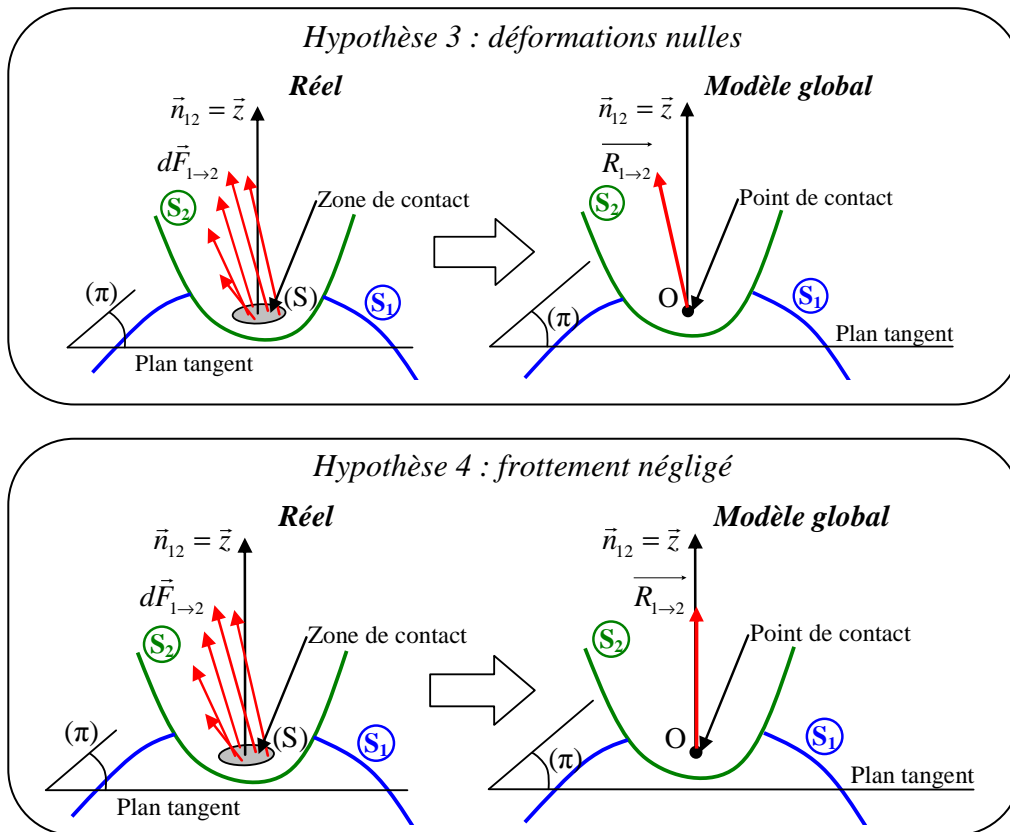 Hypothèse 3 : déformations nulles
Réel
Modèle global
n⃗₁₂ = z⃗
n⃗₁₂ = z⃗
dF⃗₁→₂
R₁→₂
S₂
Zone de contact
S₂
Point de contact
(π)
(S)
S₁
(π)
O
S₁
Plan tangent
Plan tangent
Hypothèse 4 : frottement négligé
Réel
Modèle global
n⃗₁₂ = z⃗
n⃗₁₂ = z⃗
dF⃗₁→₂
R₁→₂
S₂
Zone de contact
S₂
Point de contact
(π)
(S)
S₁
(π)
O
S₁
Plan tangent
Plan tangent